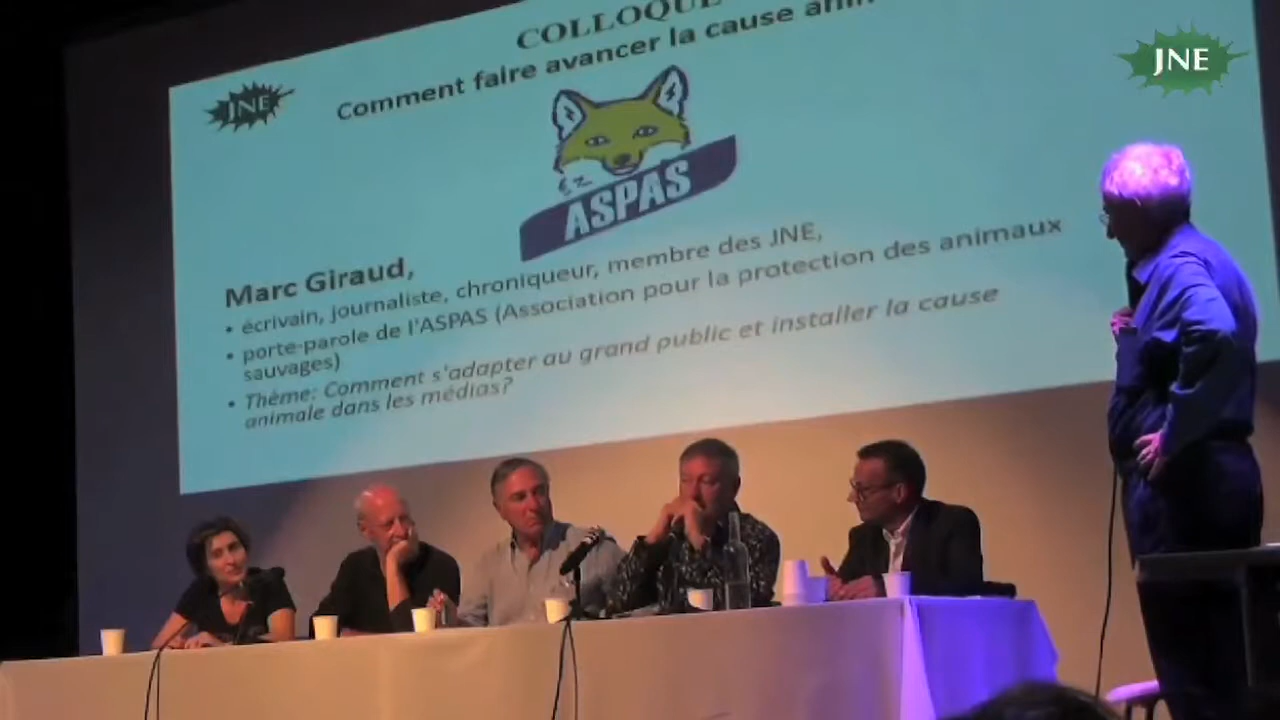 COLLOQUE
Comment faire avancer la cause
JNE
JNE
ASPAS
Marc Giraud,
• écrivain, journaliste, chroniqueur, membre des JNE,
• porte-parole de l'ASPAS (Association pour la protection des animaux
sauvages)
• Thème: Comment s'adapter au grand public et installer la cause
animale dans les médias?